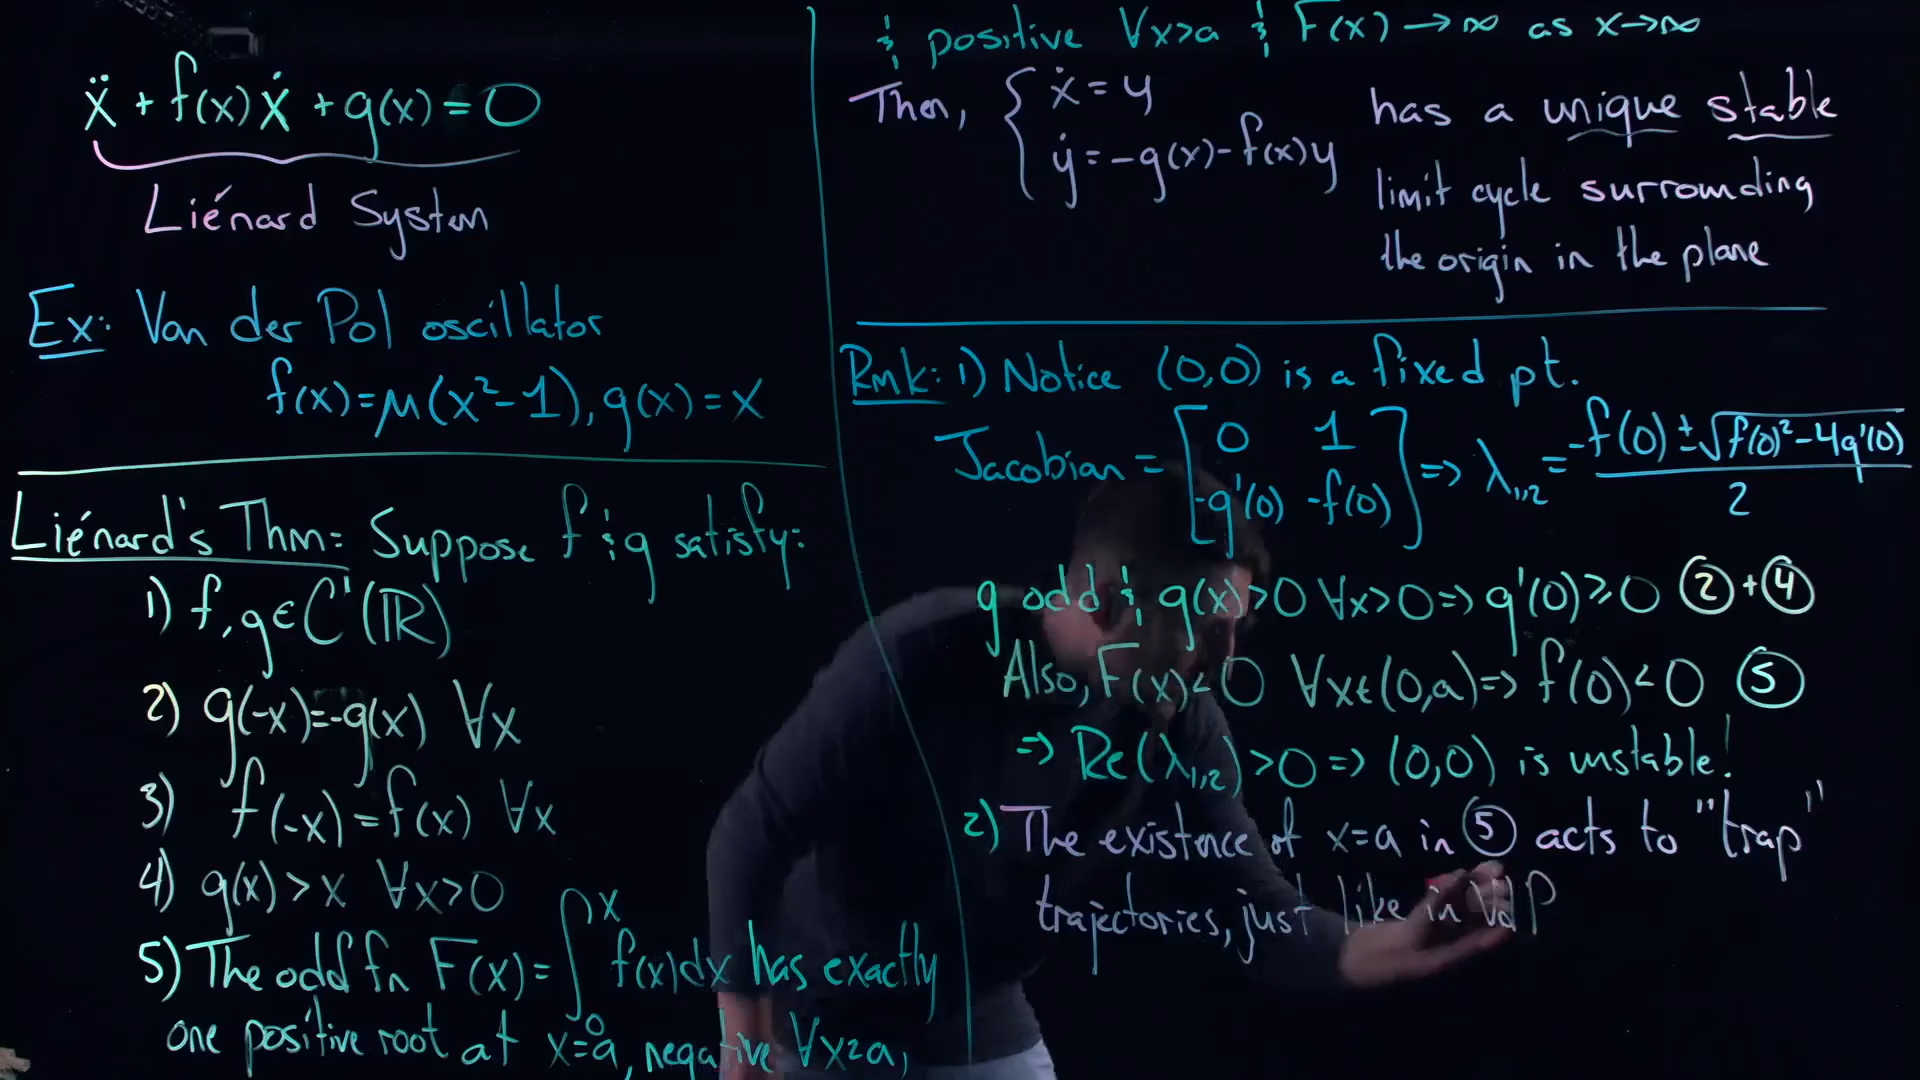 ẍ + f(x)ẋ + g(x) = 0
Liénard System
Ex: Van der Pol oscillator
f(x) = μ(x² - 1), g(x) = x
Liénard's Thm: Suppose f & g satisfy:
1) f, g ∈ C¹(ℝ)
2) g(-x) = -g(x) ∀x
3) f(-x) = f(x) ∀x
4) g(x) > x ∀x>0
5) The odd fn F(x) = ∫₀ˣ f(x)dx has exactly
one positive root at x=a, negative ∀x<a,
& positive ∀x>a & F(x) → ∞ as x→∞
Then, { ẋ = y
ẏ = -g(x) - f(x)y
has a unique stable
limit cycle surrounding
the origin in the plane
Rmk: 1) Notice (0,0) is a fixed pt.
Jacobian = [0 1; -g'(0) -f(0)] => λ₁,₂ = (-f(0) ± √(f(0)² - 4g'(0)))/2
g odd & g(x)>0 ∀x>0 => g'(0) ≥ 0 ② + ④
Also, F(x)<0 ∀x∈(0,a) => f(0)<0 ⑤
=> Re(λ₁,₂)>0 => (0,0) is unstable!
2) The existence of x=a in ⑤ acts to "trap"
trajectories, just like in VdP